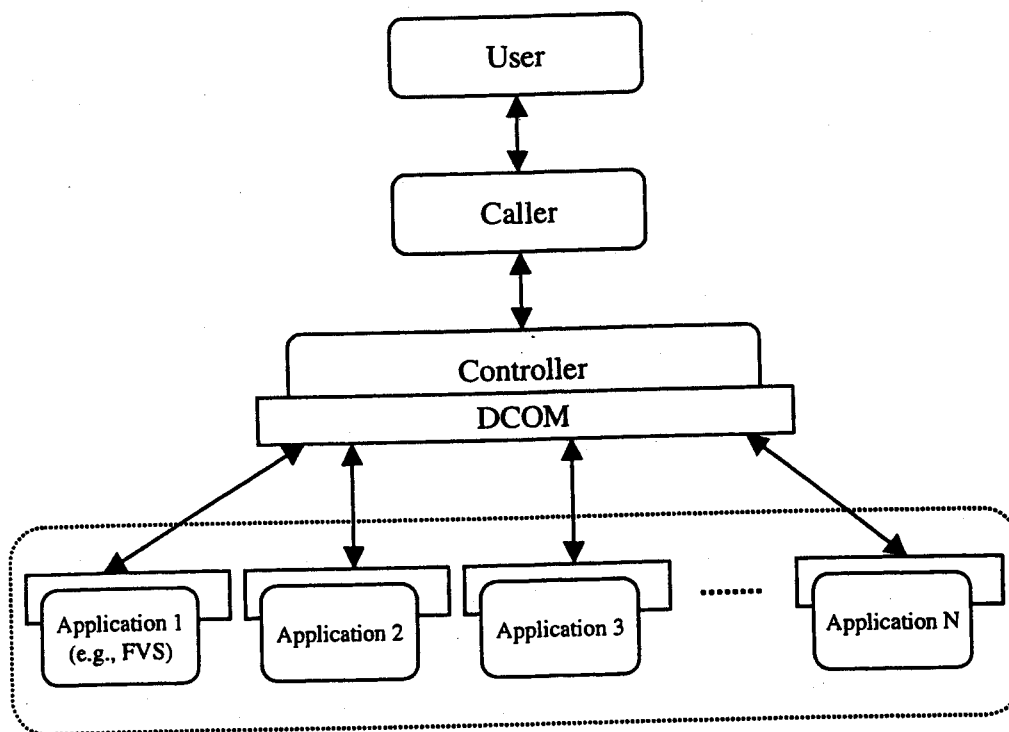 User
Caller
Controller
DCOM
Application 1
(e.g., FVS)
Application 2
Application 3
Application N